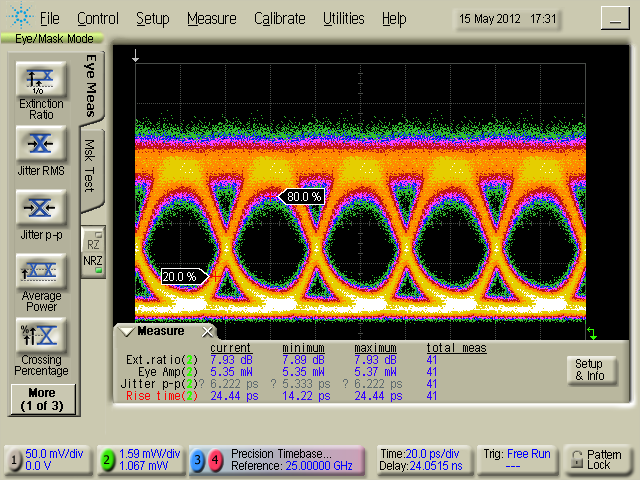 File Control Setup Measure Calibrate Utilities Help 15 May 2012 17:31
Eye/Mask Mode
Eye Meas
Msk Test
1/0
Extinction
Ratio
Jitter RMS
Jitter p-p
RZ
NRZ
Average
Power
%
Crossing
Percentage
More
(1 of 3)
80.0 %
20.0 %
Measure
current minimum maximum total meas
Ext.ratio(2) 7.93 dB 7.89 dB 7.93 dB 41
Eye Amp(2) 5.35 mW 5.35 mW 5.37 mW 41
Jitter p-p(2)? 6.222 ps ? 5.333 ps ? 6.222 ps 41
Rise time(2) 24.44 ps 14.22 ps 24.44 ps 41
Setup
& Info
1 50.0 mV/div
0.0 V
2 1.59 mW/div
1.067 mW
3 4 Precision Timebase...
Reference: 25.00000 GHz
Time:20.0 ps/div
Delay:24.0515 ns
Trig: Free Run
---
Pattern
Lock